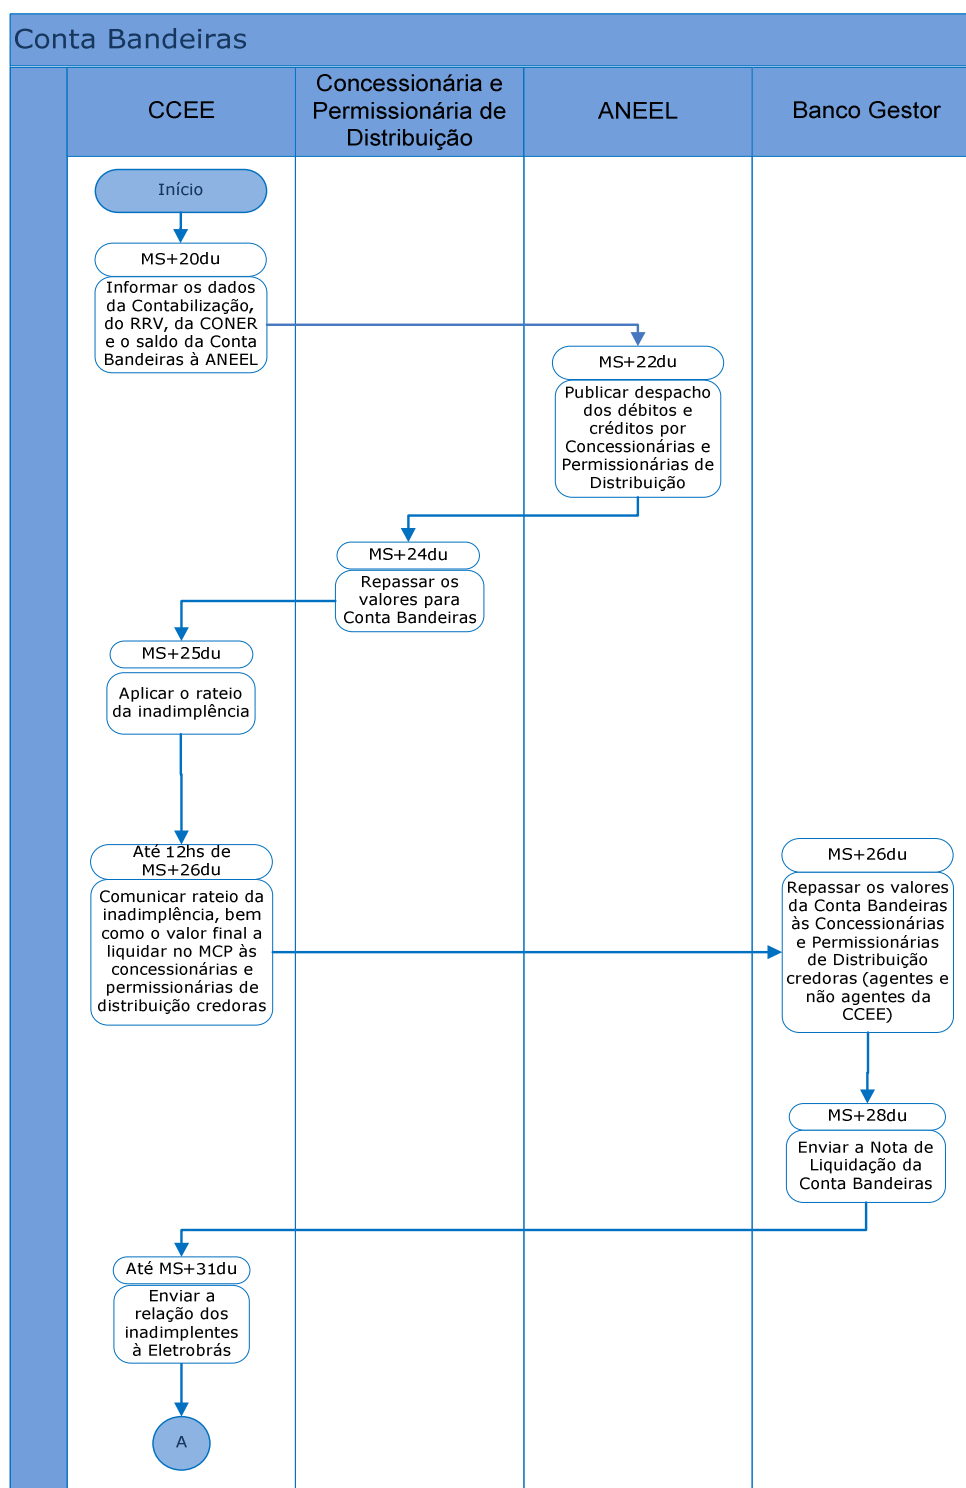 Conta Bandeiras
CCEE
Concessionária e
Permissionária de
Distribuição
ANEEL
Banco Gestor
Início
MS+20du
Informar os dados
da Contabilização,
do RRV, da CONER
e o saldo da Conta
Bandeiras à ANEEL
MS+22du
Publicar despacho
dos débitos e
créditos por
Concessionárias e
Permissionárias de
Distribuição
MS+24du
Repassar os
valores para
Conta Bandeiras
MS+25du
Aplicar o rateio
da inadimplência
Até 12hs de
MS+26du
Comunicar rateio da
inadimplência, bem
como o valor final a
liquidar no MCP às
concessionárias e
permissionárias de
distribuição credoras
MS+26du
Repassar os valores
da Conta Bandeiras
às Concessionárias
e Permissionárias
de Distribuição
credoras (agentes e
não agentes da
CCEE)
MS+28du
Enviar a Nota de
Liquidação da
Conta Bandeiras
Até MS+31du
Enviar a
relação dos
inadimplentes
à Eletrobrás
A